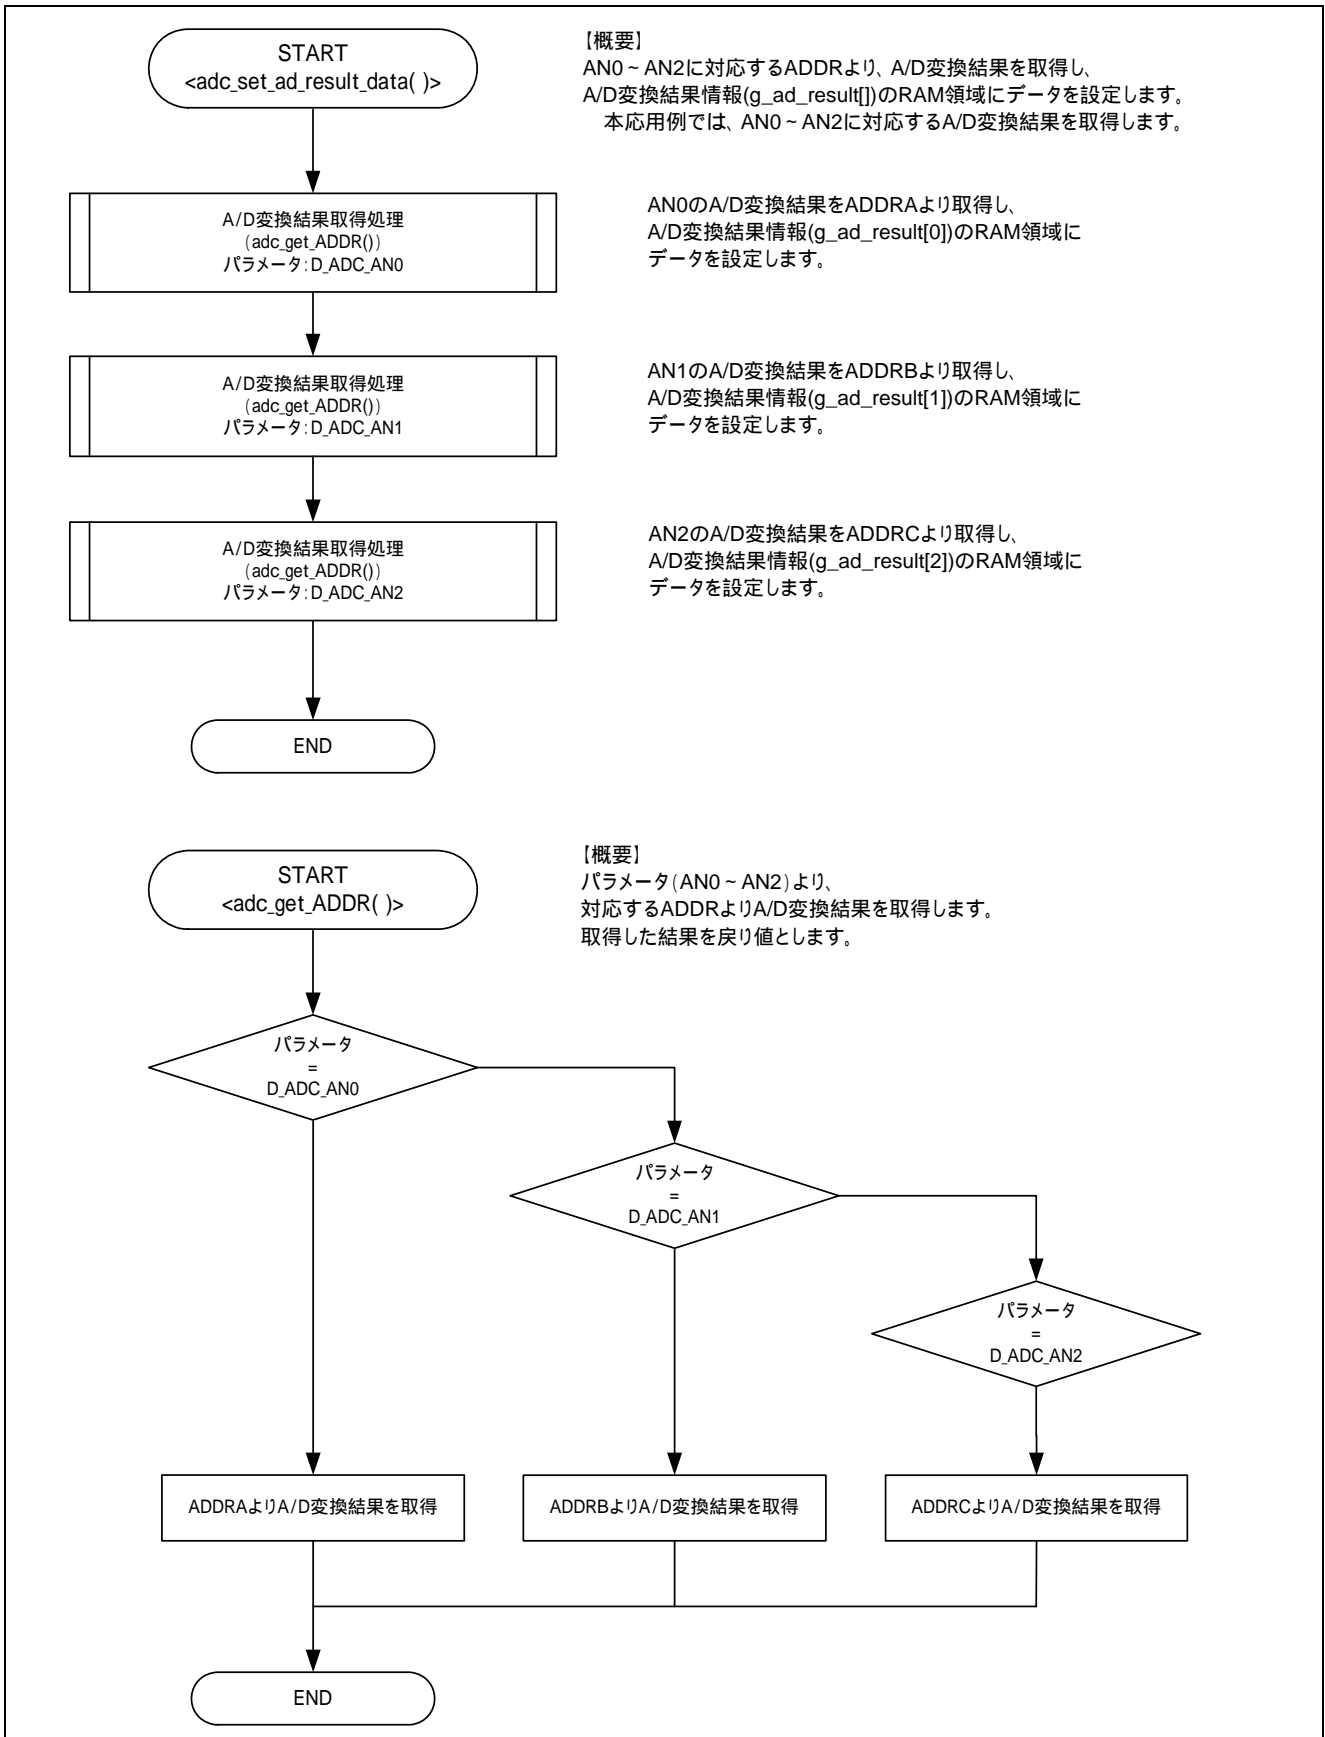 START
<adc_set_ad_result_data( )>
【概要】
AN0～AN2に対応するADDRより、A/D変換結果を取得し、
A/D変換結果情報(g_ad_result[])のRAM領域にデータを設定します。
本応用例では、AN0～AN2に対応するA/D変換結果を取得します。
A/D変換結果取得処理
(adc_get_ADDR())
パラメータ：D_ADC_AN0
AN0のA/D変換結果をADDRAより取得し、
A/D変換結果情報(g_ad_result[0])のRAM領域に
データを設定します。
A/D変換結果取得処理
(adc_get_ADDR())
パラメータ：D_ADC_AN1
AN1のA/D変換結果をADDRBより取得し、
A/D変換結果情報(g_ad_result[1])のRAM領域に
データを設定します。
A/D変換結果取得処理
(adc_get_ADDR())
パラメータ：D_ADC_AN2
AN2のA/D変換結果をADDRCより取得し、
A/D変換結果情報(g_ad_result[2])のRAM領域に
データを設定します。
END
START
<adc_get_ADDR( )>
【概要】
パラメータ（AN0～AN2）より、
対応するADDRよりA/D変換結果を取得します。
取得した結果を戻り値とします。
パラメータ
=
D_ADC_AN0
パラメータ
=
D_ADC_AN1
パラメータ
=
D_ADC_AN2
ADDRAよりA/D変換結果を取得
ADDRBよりA/D変換結果を取得
ADDRCよりA/D変換結果を取得
END